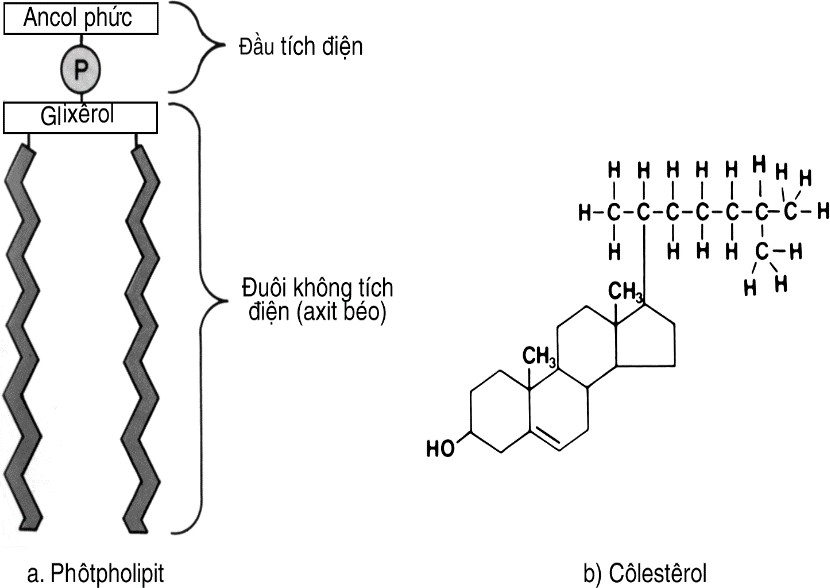 Ancol phức
P
Glixêrol
Đầu tích điện
Đuôi không tích
điện (axit béo)
a. Phôtpholipit
H H H H H H H H
H-C-C-C-C-C-C-C-H
H H H H C-H
H H
CH3
CH3
HO
b) Côlestêrol